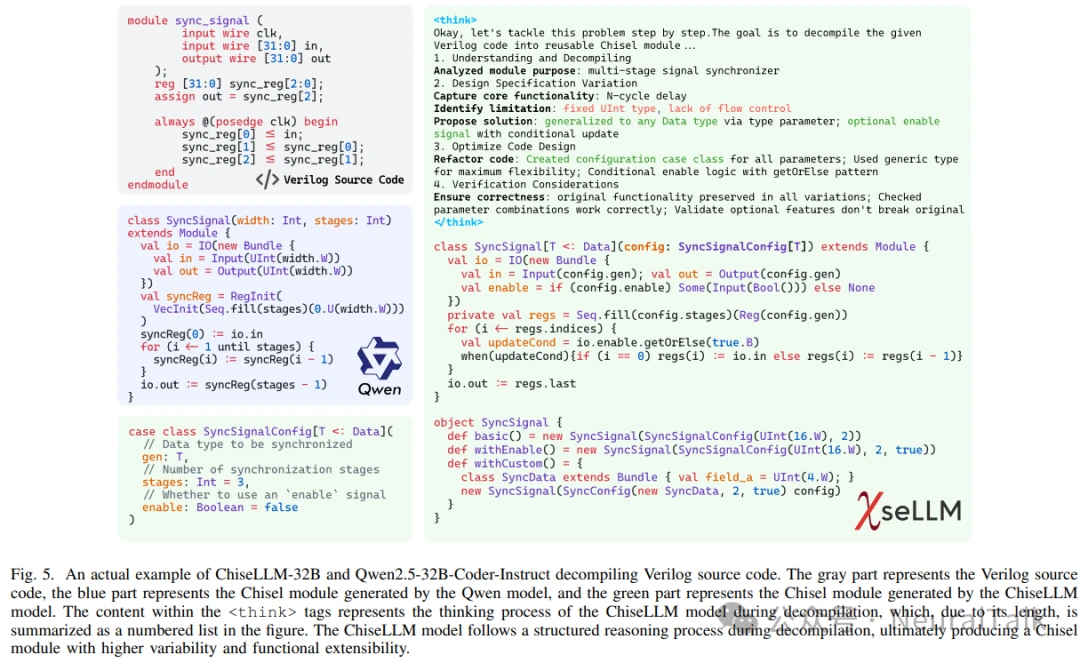 module sync_signal (
input wire clk,
input wire [31:0] in,
output wire [31:0] out
);
reg [31:0] sync_reg[2:0];
assign out = sync_reg[2];
always @(posedge clk) begin
sync_reg[0] ≤ in;
sync_reg[1] ≤ sync_reg[0];
sync_reg[2] ≤ sync_reg[1];
end
endmodule
</> Verilog Source Code
class SyncSignal(width: Int, stages: Int)
extends Module {
val io = IO(new Bundle {
val in = Input(UInt(width.W))
val out = Output(UInt(width.W))
})
val syncReg = RegInit(
VecInit(Seq.fill(stages)(0.U(width.W)))
)
syncReg(0) := io.in
for (i ← 1 until stages) {
syncReg(i) := syncReg(i - 1)
}
io.out := syncReg(stages - 1)
}
Qwen
case class SyncSignalConfig[T <: Data](
// Data type to be synchronized
gen: T,
// Number of synchronization stages
stages: Int = 3,
// Whether to use an `enable` signal
enable: Boolean = false
)
<think>
Okay, let's tackle this problem step by step.The goal is to decompile the given
Verilog code into reusable Chisel module...
1. Understanding and Decompiling
Analyzed module purpose: multi-stage signal synchronizer
2. Design Specification Variation
Capture core functionality: N-cycle delay
Identify limitation: fixed UInt type, lack of flow control
Propose solution: generalized to any Data type via type parameter; optional enable
signal with conditional update
3. Optimize Code Design
Refactor code: Created configuration case class for all parameters; Used generic type
for maximum flexibility; Conditional enable logic with getOrElse pattern
4. Verification Considerations
Ensure correctness: original functionality preserved in all variations; Checked
parameter combinations work correctly; Validate optional features don't break original
</think>
class SyncSignal[T <: Data](config: SyncSignalConfig[T]) extends Module {
val io = IO(new Bundle {
val in = Input(config.gen); val out = Output(config.gen)
val enable = if (config.enable) Some(Input(Bool())) else None
})
private val regs = Seq.fill(config.stages)(Reg(config.gen))
for (i ← regs.indices) {
val updateCond = io.enable.getOrElse(true.B)
when(updateCond){if (i == 0) regs(i) := io.in else regs(i) := regs(i - 1)}
}
io.out := regs.last
}
object SyncSignal {
def basic() = new SyncSignal(SyncSignalConfig(UInt(16.W), 2))
def withEnable() = new SyncSignal(SyncSignalConfig(UInt(16.W), 2, true))
def withCustom() = {
class SyncData extends Bundle { val field_a = UInt(4.W); }
new SyncSignal(SyncConfig(new SyncData, 2, true) config)
}
}
χseLLM
Fig. 5. An actual example of ChiseLLM-32B and Qwen2.5-32B-Coder-Instruct decompiling Verilog source code. The gray part represents the Verilog source
code, the blue part represents the Chisel module generated by the Qwen model, and the green part represents the Chisel module generated by the ChiseLLM
model. The content within the <think> tags represents the thinking process of the ChiseLLM model during decompilation, which, due to its length, is
summarized as a numbered list in the figure. The ChiseLLM model follows a structured reasoning process during decompilation, ultimately producing a Chisel
module with higher variability and functional extensibility.
公众号 · NeuralTalk